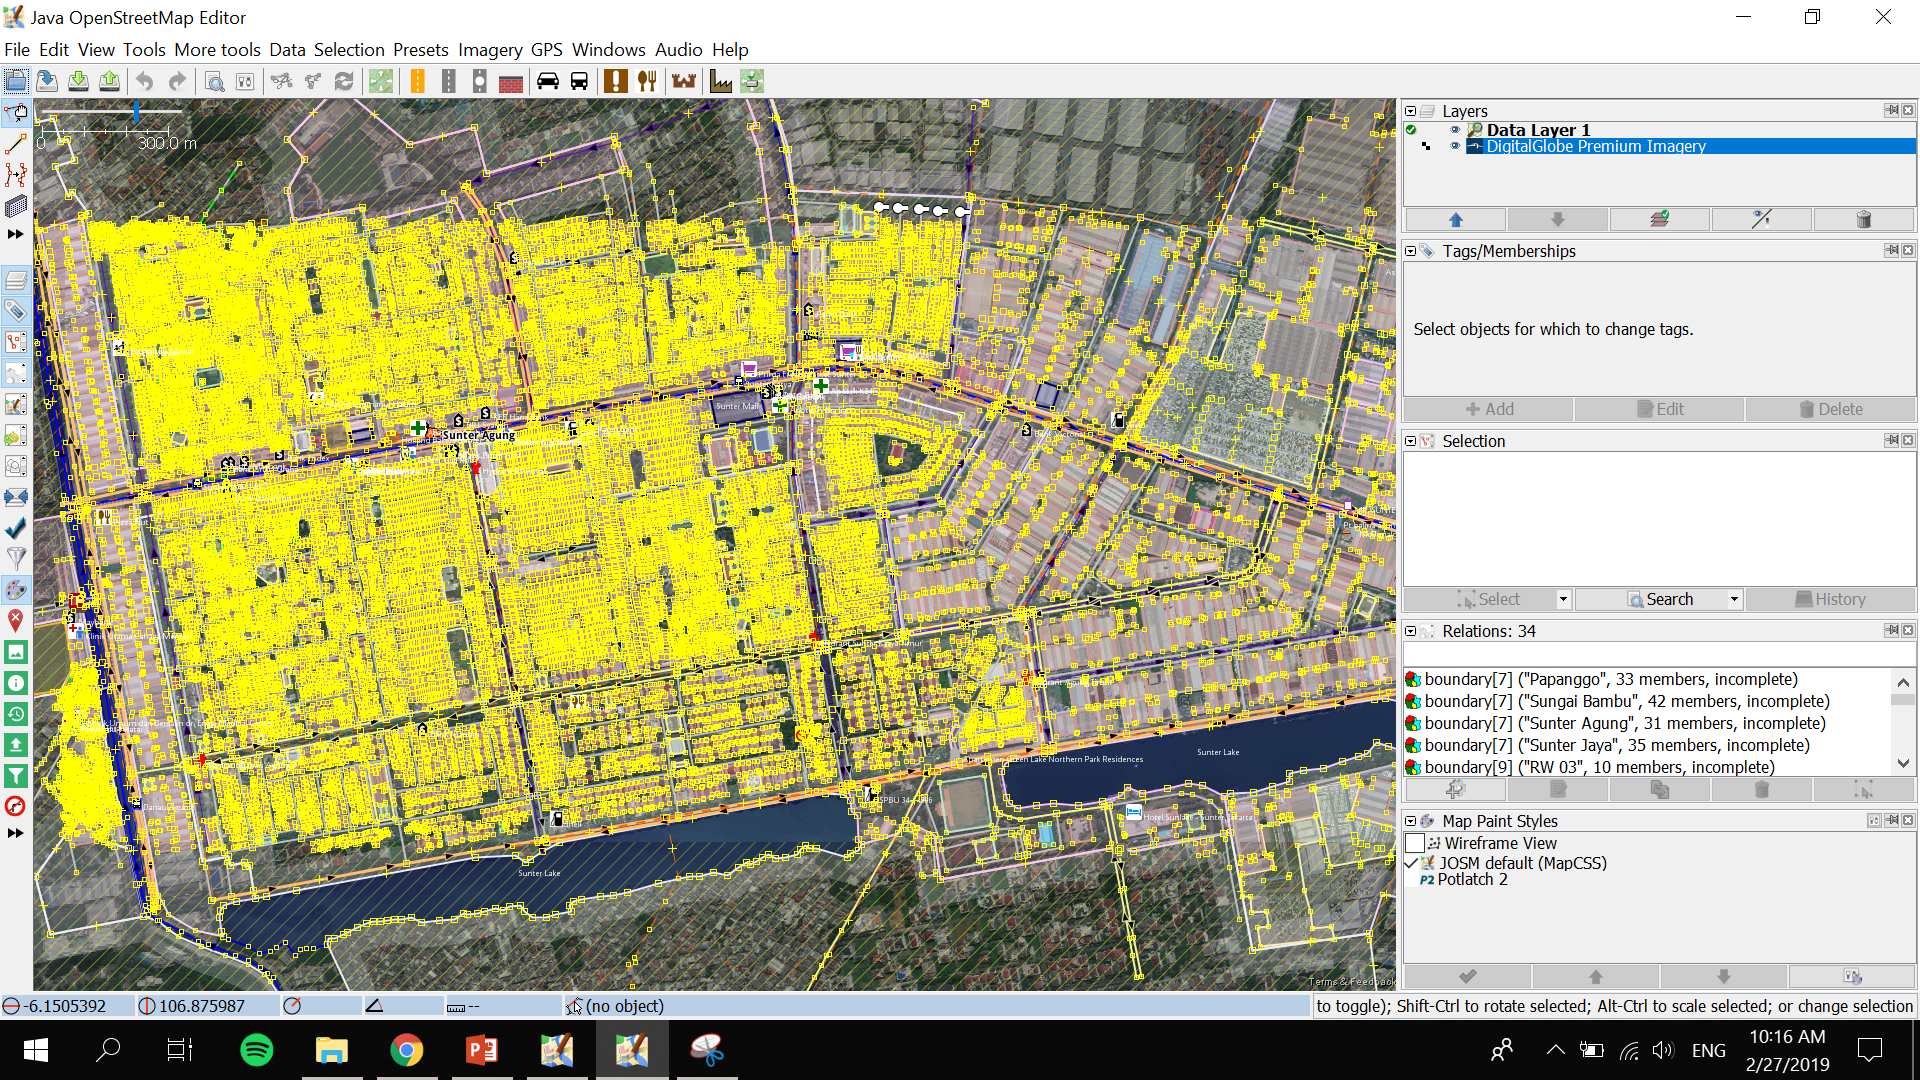 Java OpenStreetMap Editor
File Edit View Tools More tools Data Selection Presets Imagery GPS Windows Audio Help
0 300.0 m
Layers
Data Layer 1
DigitalGlobe Premium Imagery
Tags/Memberships
Select objects for which to change tags.
Add Edit Delete
Selection
Select Search History
Relations: 34
boundary[7] ("Papanggo", 33 members, incomplete)
boundary[7] ("Sungai Bambu", 42 members, incomplete)
boundary[7] ("Sunter Agung", 31 members, incomplete)
boundary[7] ("Sunter Jaya", 35 members, incomplete)
boundary[9] ("RW 03", 10 members, incomplete)
Map Paint Styles
Wireframe View
JOSM default (MapCSS)
P2 Potlatch 2
Sunter Mall
Sunter Agung
Sunter Lake
Green Lake Northern Park Residences
Sunter Lake
Terms & Feedback
-6.1505392 106.875987 -- (no object)
to toggle); Shift-Ctrl to rotate selected; Alt-Ctrl to scale selected; or change selection
ENG
10:16 AM
2/27/2019